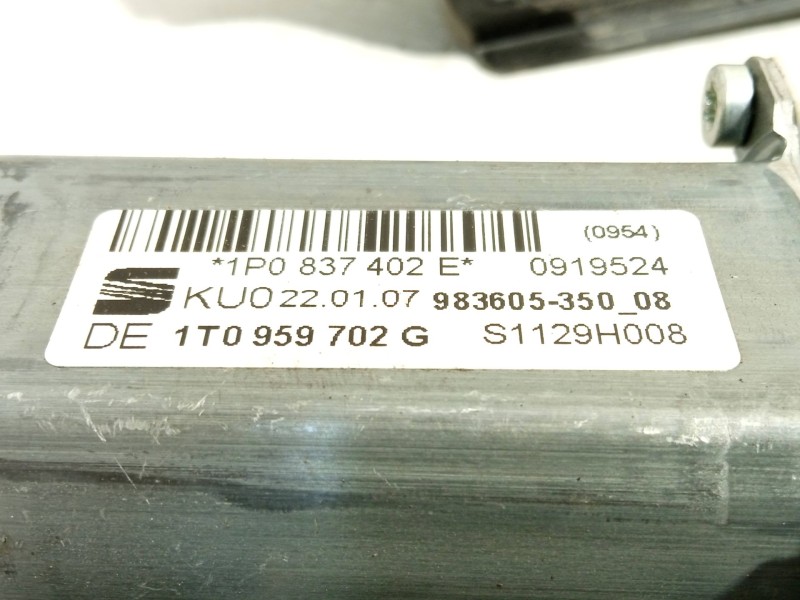 (0954)
*1P0 837 402 E* 0919524
KU0 22.01.07 983605-350_08
DE 1T0 959 702 G S1129H008